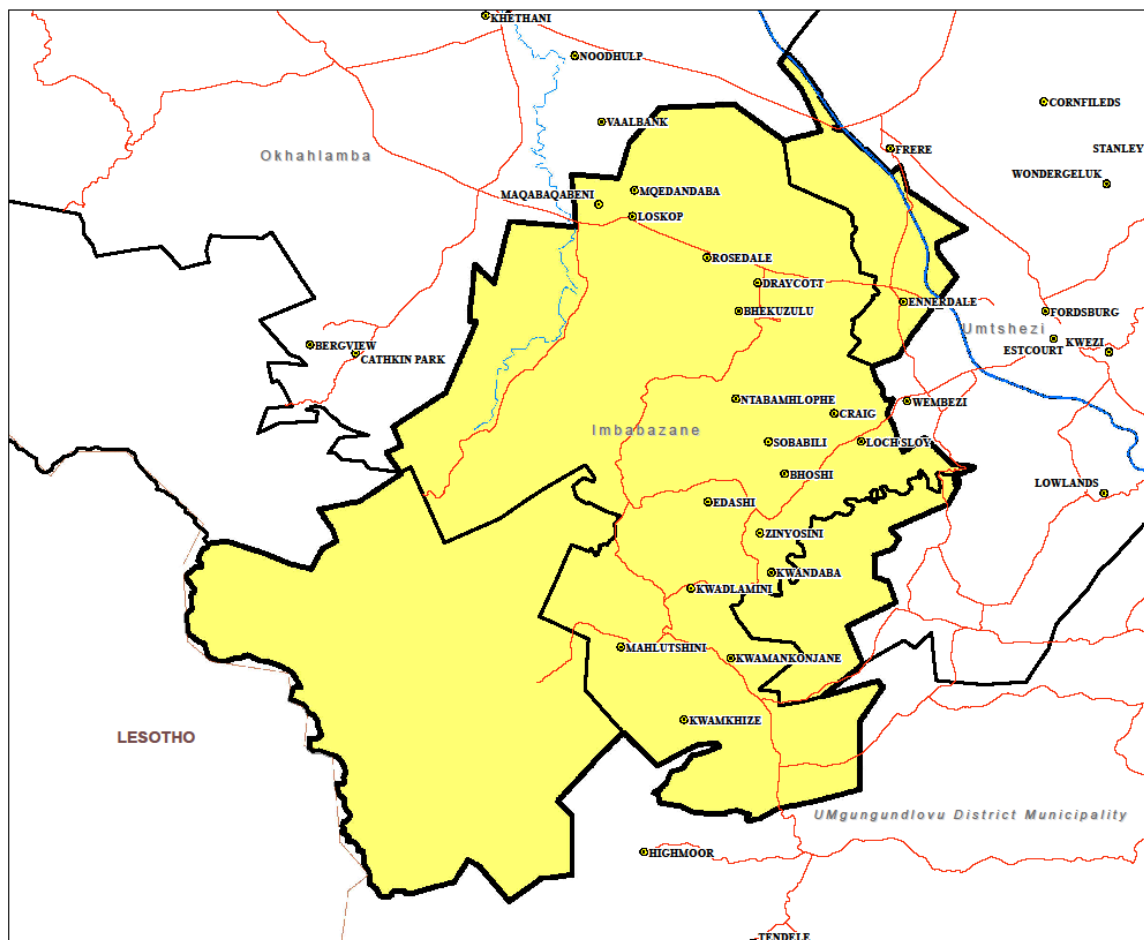 KHETHANI
NOODHULP
CORNFILEDS
VAALBANK
FRERE
STANLEY
Okhahlamba
WONDERGELUK
MAQABAQABENI
MQEDANDABA
LOSKOP
ROSEDALE
DRAYCOTT
ENNERDALE
BHEKUZULU
FORDSBURG
Umtshezi
BERGVIEW
ESTCOURT
KWEZI
CATHKIN PARK
NTABAMHLOPHE
WEMBEZI
CRAIG
Imbabazane
SOBABILI
LOCH SLOY
BHOSHI
LOWLANDS
EDASHI
ZINYOSINI
KWANDABA
KWADLAMINI
MAHLUTSHINI
KWAMANKONJANE
KWAMKHIZE
LESOTHO
UMgungundlovu District Municipality
HIGHMOOR
TENDELE